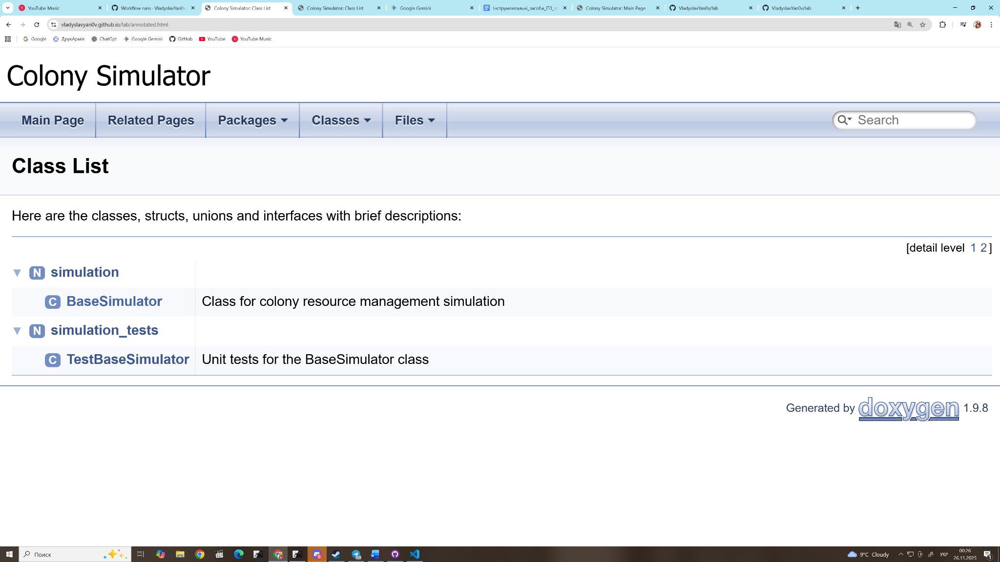 YouTube Music
Workflow runs · VladyslavYan0v
Colony Simulator: Class List
Colony Simulator: Class List
Google Gemini
Інструментальні_засоби_ПЗ_за
Colony Simulator: Main Page
VladyslavYan0v/lab
VladyslavYan0v/lab
vladyslavyan0v.github.io/lab/annotated.html
Google
ДрукАрмія
ChatGpt
Google Gemini
GitHub
YouTube
YouTube Music
Colony Simulator
Main Page
Related Pages
Packages
Classes
Files
Search
Class List
Here are the classes, structs, unions and interfaces with brief descriptions:
[detail level 1 2]
N simulation
C BaseSimulator Class for colony resource management simulation
N simulation_tests
C TestBaseSimulator Unit tests for the BaseSimulator class
Generated by doxygen 1.9.8
Поиск
321
5
928
9°C Cloudy
УКР
00:26
26.11.2025
1